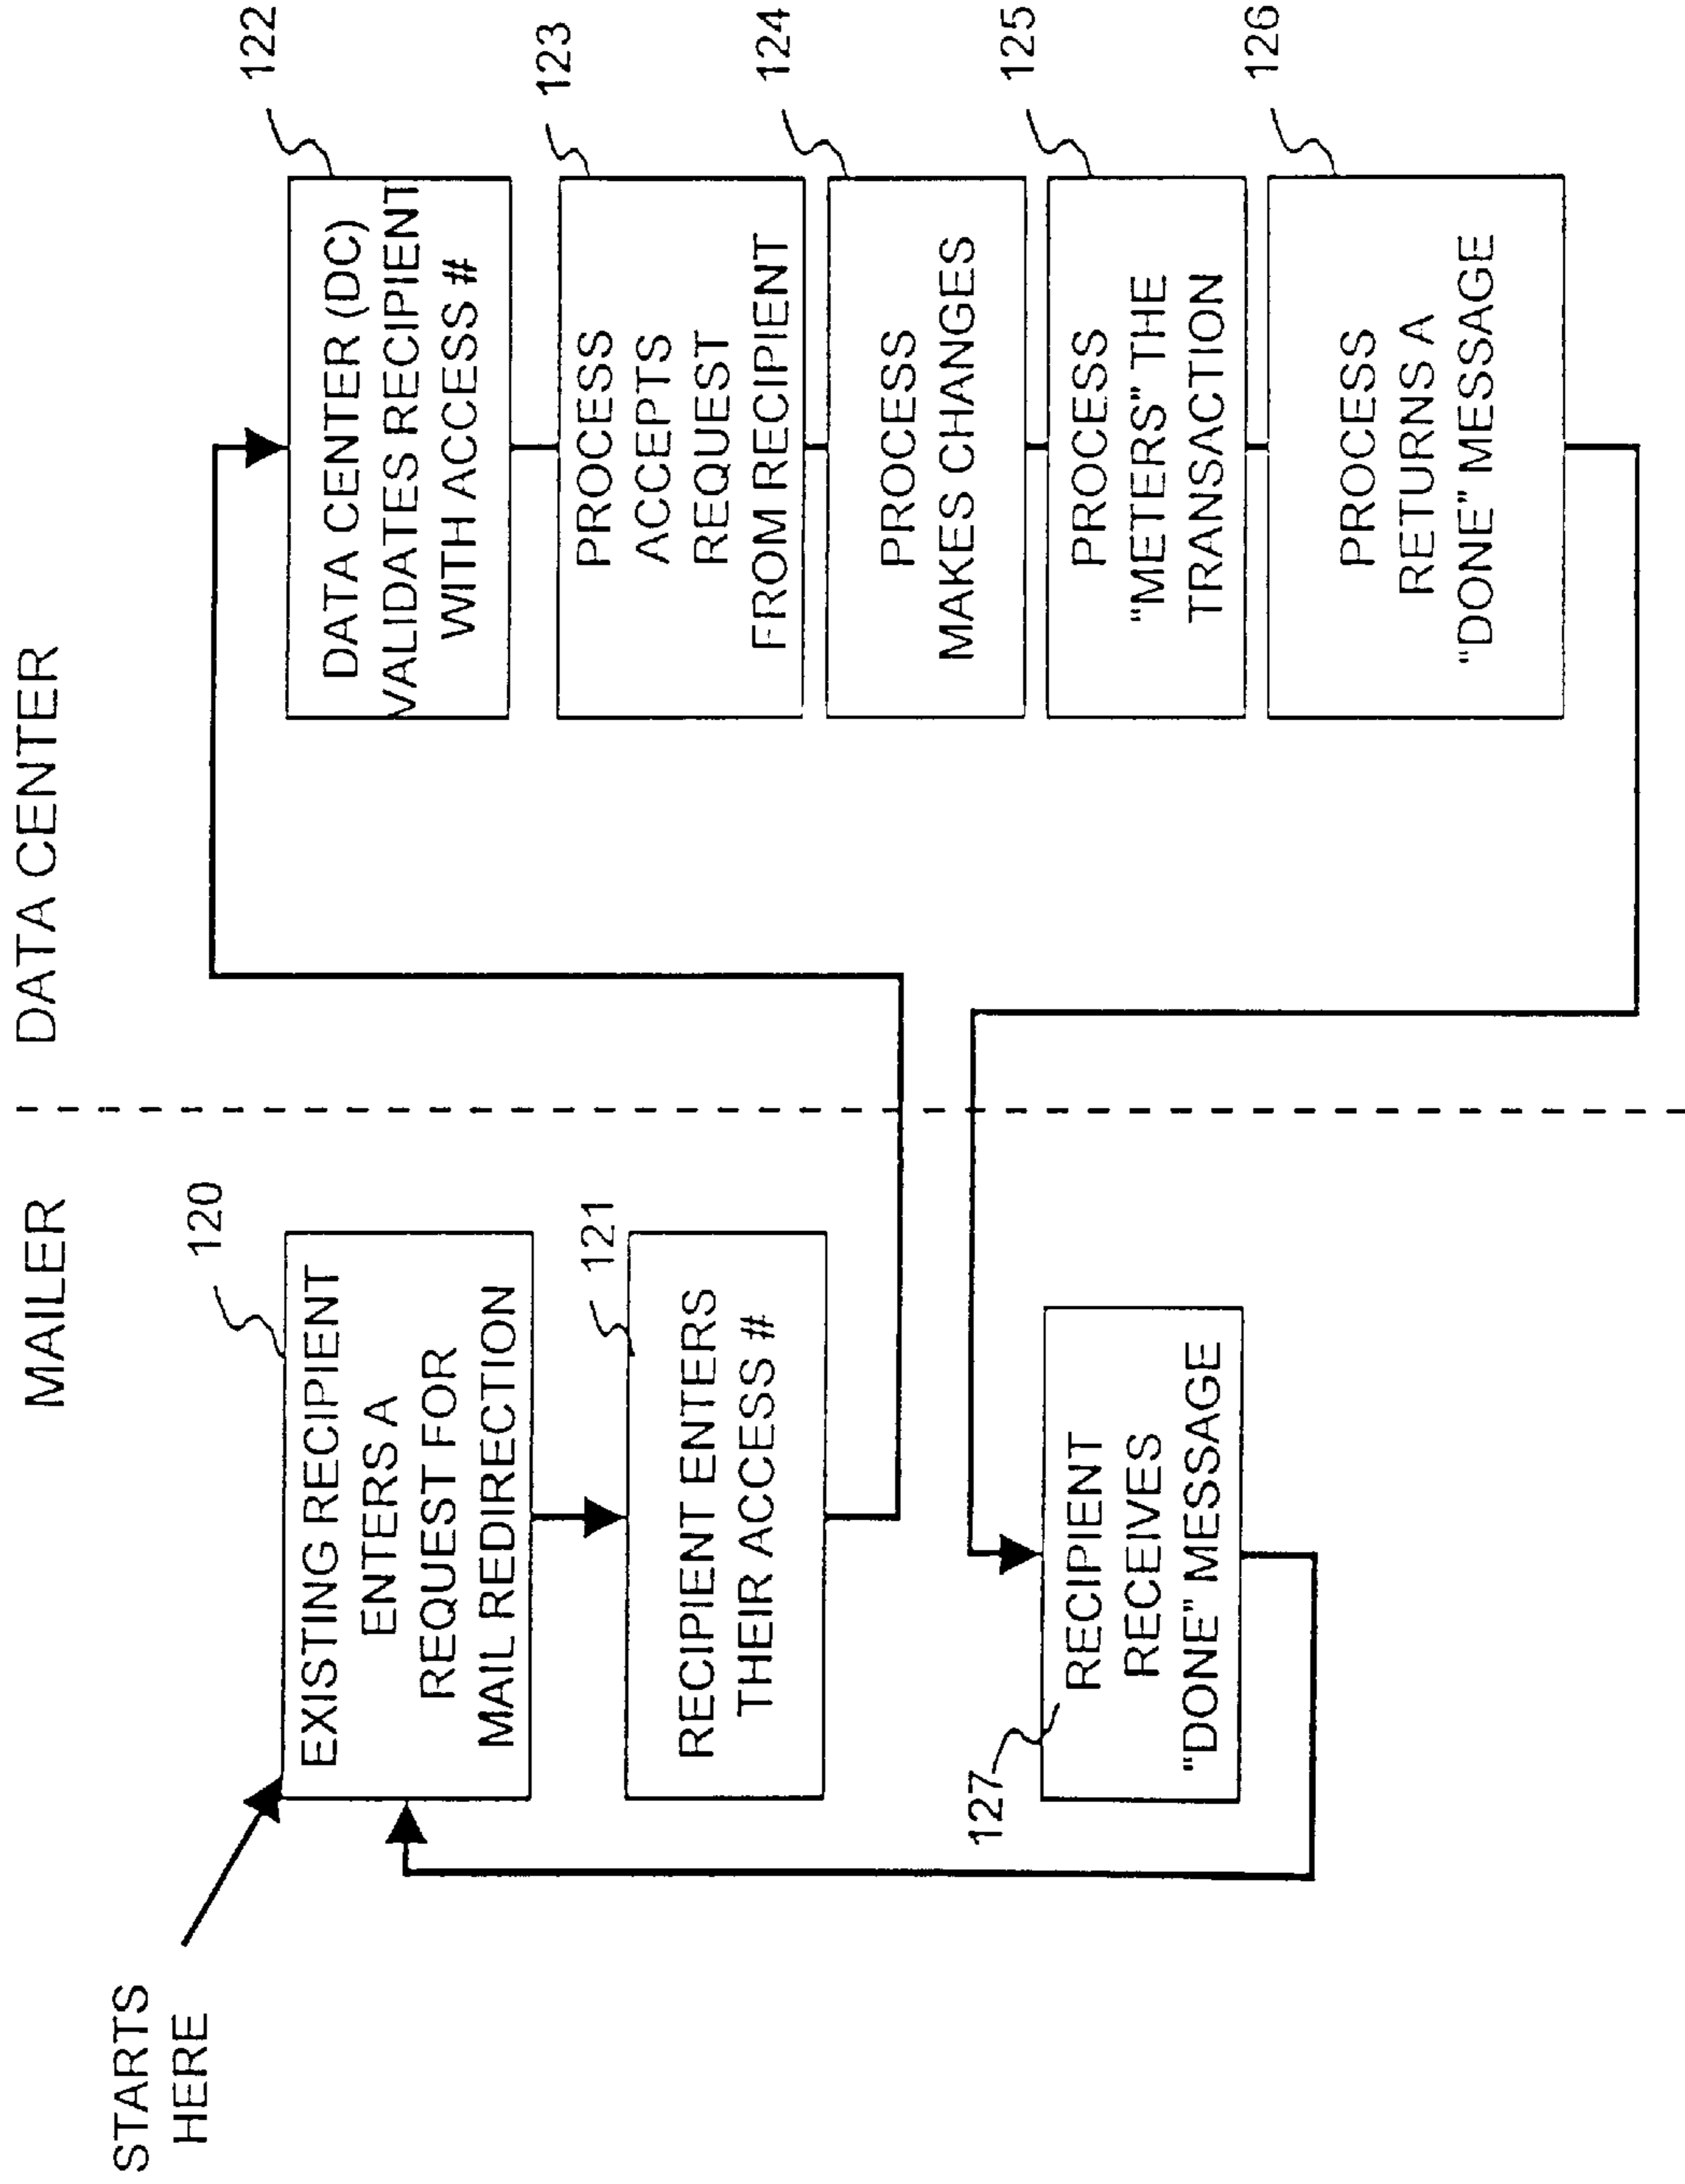 MAILER
DATA CENTER
STARTS
HERE
120
EXISTING RECIPIENT
ENTERS A
REQUEST FOR
MAIL REDIRECTION
121
RECIPIENT ENTERS
THEIR ACCESS #
127
RECIPIENT
RECEIVES
"DONE" MESSAGE
122
DATA CENTER (DC)
VALIDATES RECIPIENT
WITH ACCESS #
123
PROCESS
ACCEPTS
REQUEST
FROM RECIPIENT
124
PROCESS
MAKES CHANGES
125
PROCESS
"METERS" THE
TRANSACTION
126
PROCESS
RETURNS A
"DONE" MESSAGE